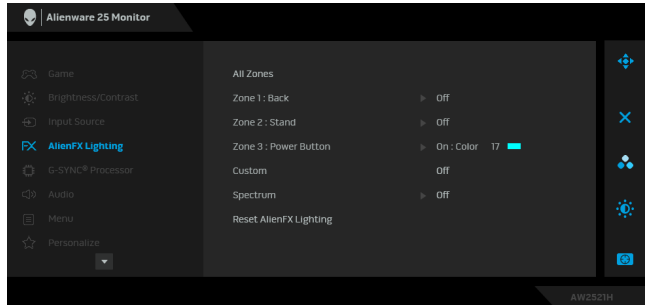 Alienware 25 Monitor
Game
Brightness/Contrast
Input Source
FX AlienFX Lighting
G-SYNC® Processor
Audio
Menu
Personalize
All Zones
Zone 1 : Back Off
Zone 2 : Stand Off
Zone 3 : Power Button On : Color 17
Custom Off
Spectrum Off
Reset AlienFX Lighting
AW2521H